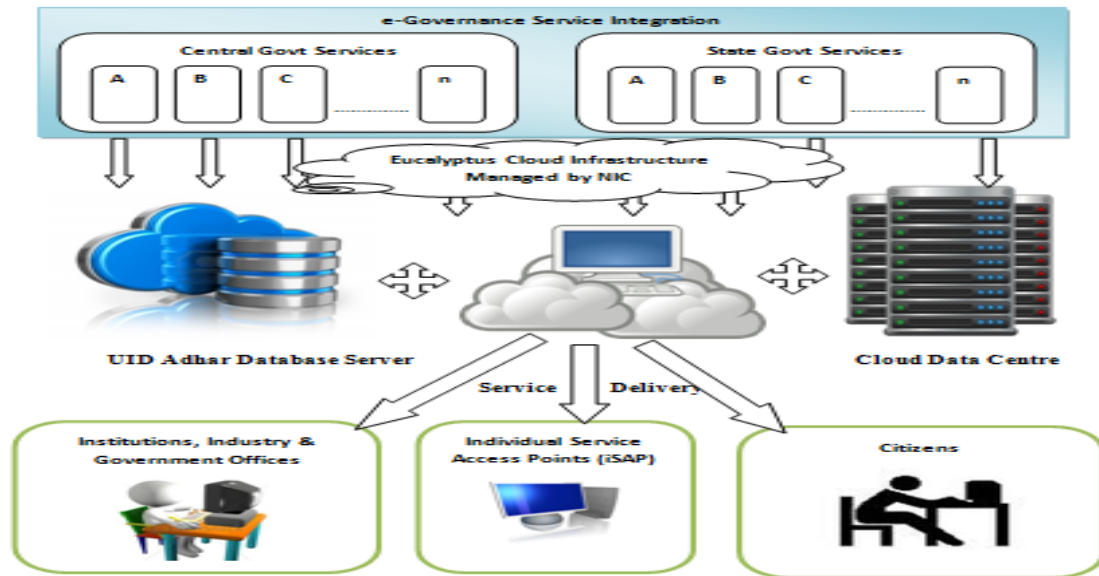 e-Governance Service Integration
Central Govt Services
A B C ................ n
State Govt Services
A B C ................ n
Eucalyptus Cloud Infrastructure
Managed by NIC
UID Adhar Database Server
Cloud Data Centre
Service Delivery
Institutions, Industry &
Government Offices
Individual Service
Access Points (iSAP)
Citizens